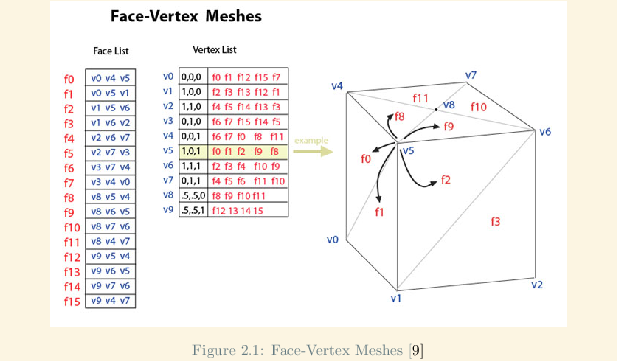 Face-Vertex Meshes
Face List
f0 v0 v4 v5
f1 v0 v5 v1
f2 v1 v5 v6
f3 v1 v6 v2
f4 v2 v6 v7
f5 v2 v7 v3
f6 v3 v7 v4
f7 v3 v4 v0
f8 v8 v5 v4
f9 v8 v6 v5
f10 v8 v7 v6
f11 v8 v4 v7
f12 v9 v5 v4
f13 v9 v6 v5
f14 v9 v7 v6
f15 v9 v4 v7
Vertex List
v0 0,0,0 f0 f1 f12 f15 f7
v1 1,0,0 f2 f3 f13 f12 f1
v2 1,1,0 f4 f5 f14 f13 f3
v3 0,1,0 f6 f7 f15 f14 f5
v4 0,0,1 f6 f7 f0 f8 f11
v5 1,0,1 f0 f1 f2 f9 f8
v6 1,1,1 f2 f3 f4 f10 f9
v7 0,1,1 f4 f5 f6 f11 f10
v8 .5,.5,0 f8 f9 f10 f11
v9 .5,.5,1 f12 13 14 15
example
v7
v4
f11
v8
f10
f8
f9
v6
v5
f0
f2
f1
f3
v0
v2
v1
Figure 2.1: Face-Vertex Meshes [9]